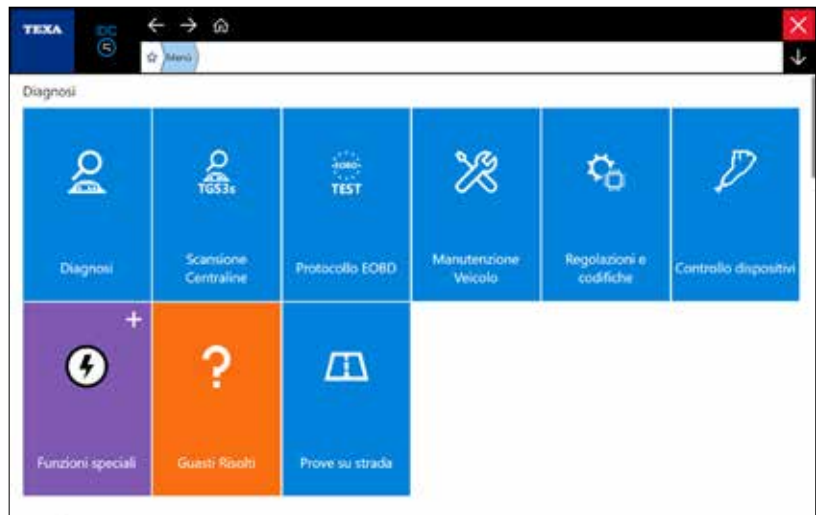 TEXA
IDC
5
Menù
Diagnosi
Diagnosi
TGS3s
Scansione
Centraline
EOBD
TEST
Protocollo EOBD
Manutenzione
Veicolo
Regolazioni e
codifiche
Controllo dispositivi
Funzioni speciali
Guasti Risolti
Prove su strada